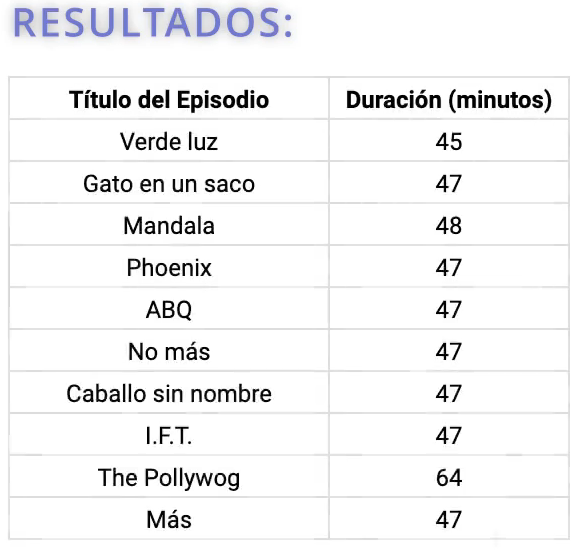 RESULTADOS:
Título del Episodio Duración (minutos)
Verde luz 45
Gato en un saco 47
Mandala 48
Phoenix 47
ABQ 47
No más 47
Caballo sin nombre 47
I.F.T. 47
The Pollywog 64
Más 47